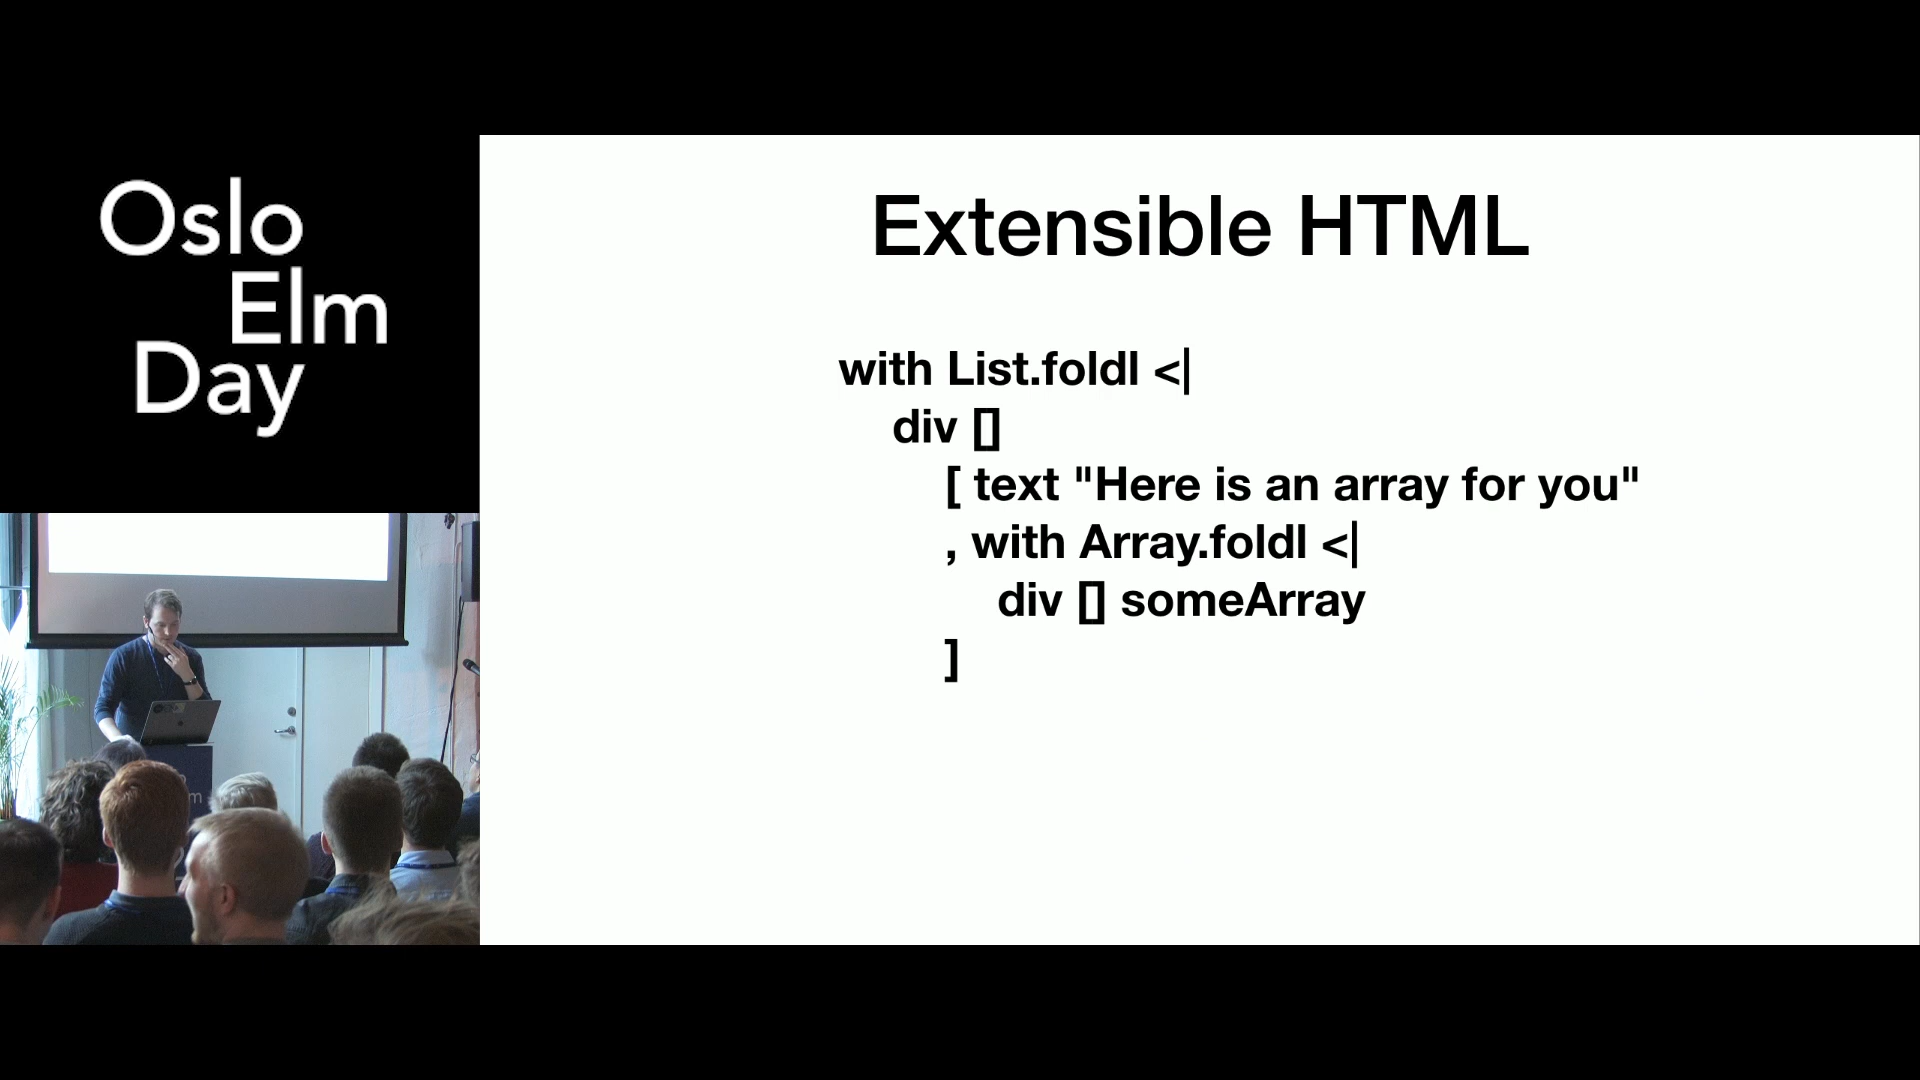 Oslo
Elm
Day
Extensible HTML
with List.foldl <|
div []
[ text "Here is an array for you"
, with Array.foldl <|
div [] someArray
]